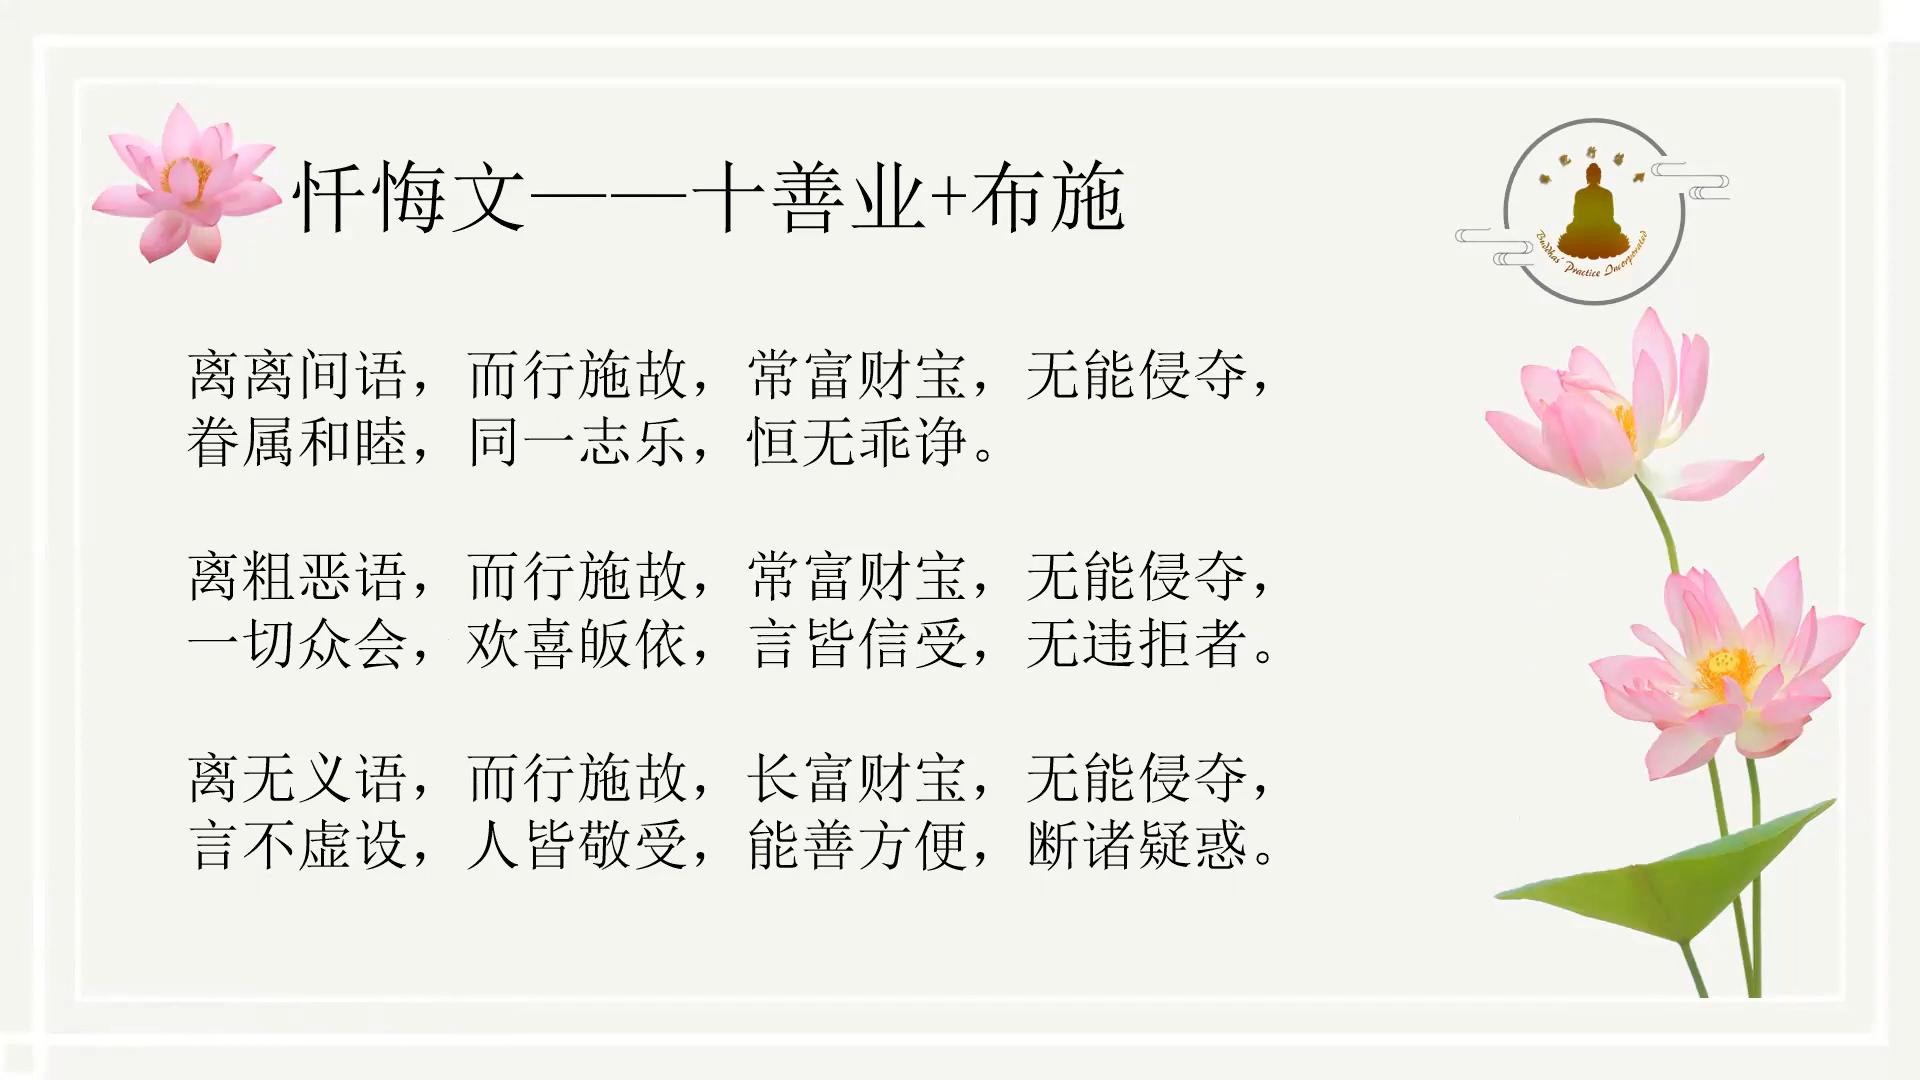 忏悔文——十善业+布施
Buddhas' Practice Incorporated
离离间语，而行施故，常富财宝，无能侵夺，
眷属和睦，同一志乐，恒无乖诤。
离粗恶语，而行施故，常富财宝，无能侵夺，
一切众会，欢喜皈依，言皆信受，无违拒者。
离无义语，而行施故，长富财宝，无能侵夺，
言不虚设，人皆敬受，能善方便，断诸疑惑。